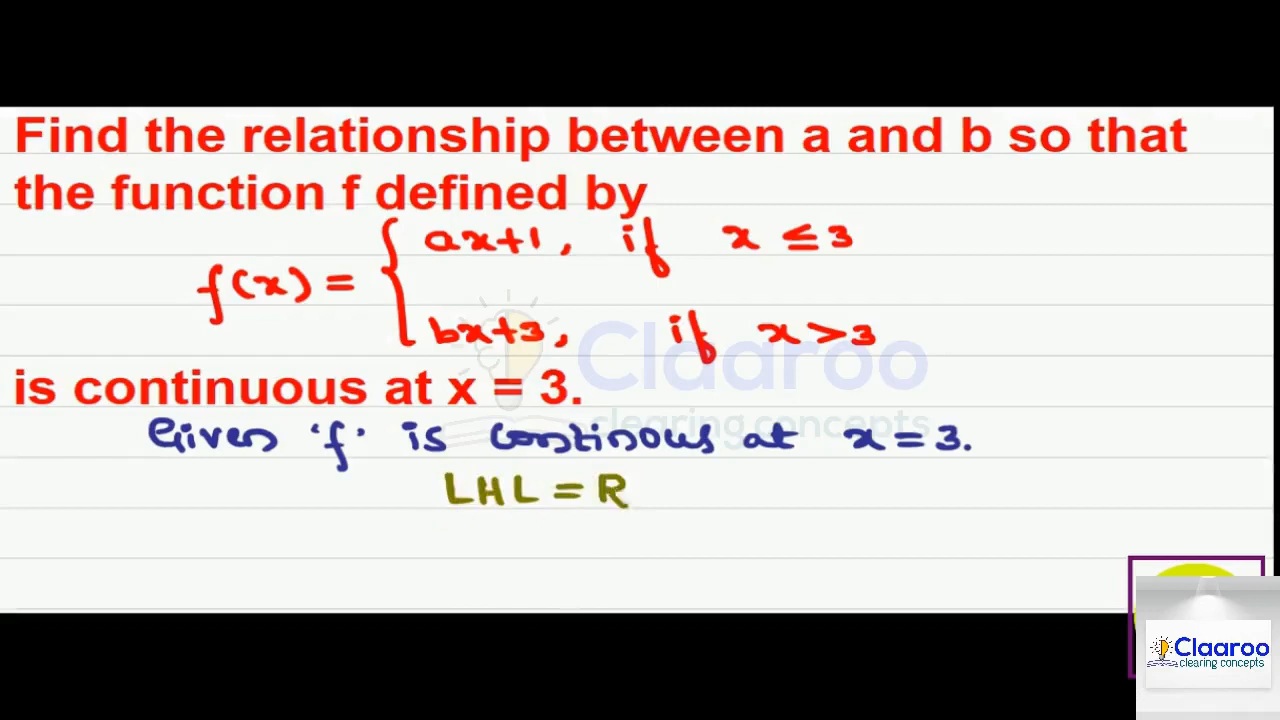 Find the relationship between a and b so that
the function f defined by
f(x) = { ax+1, if x ≤ 3
bx+3, if x > 3
is continuous at x = 3.
Given 'f' is continous at x = 3.
LHL = R
Claaroo
clearing concepts
Claaroo
clearing concepts